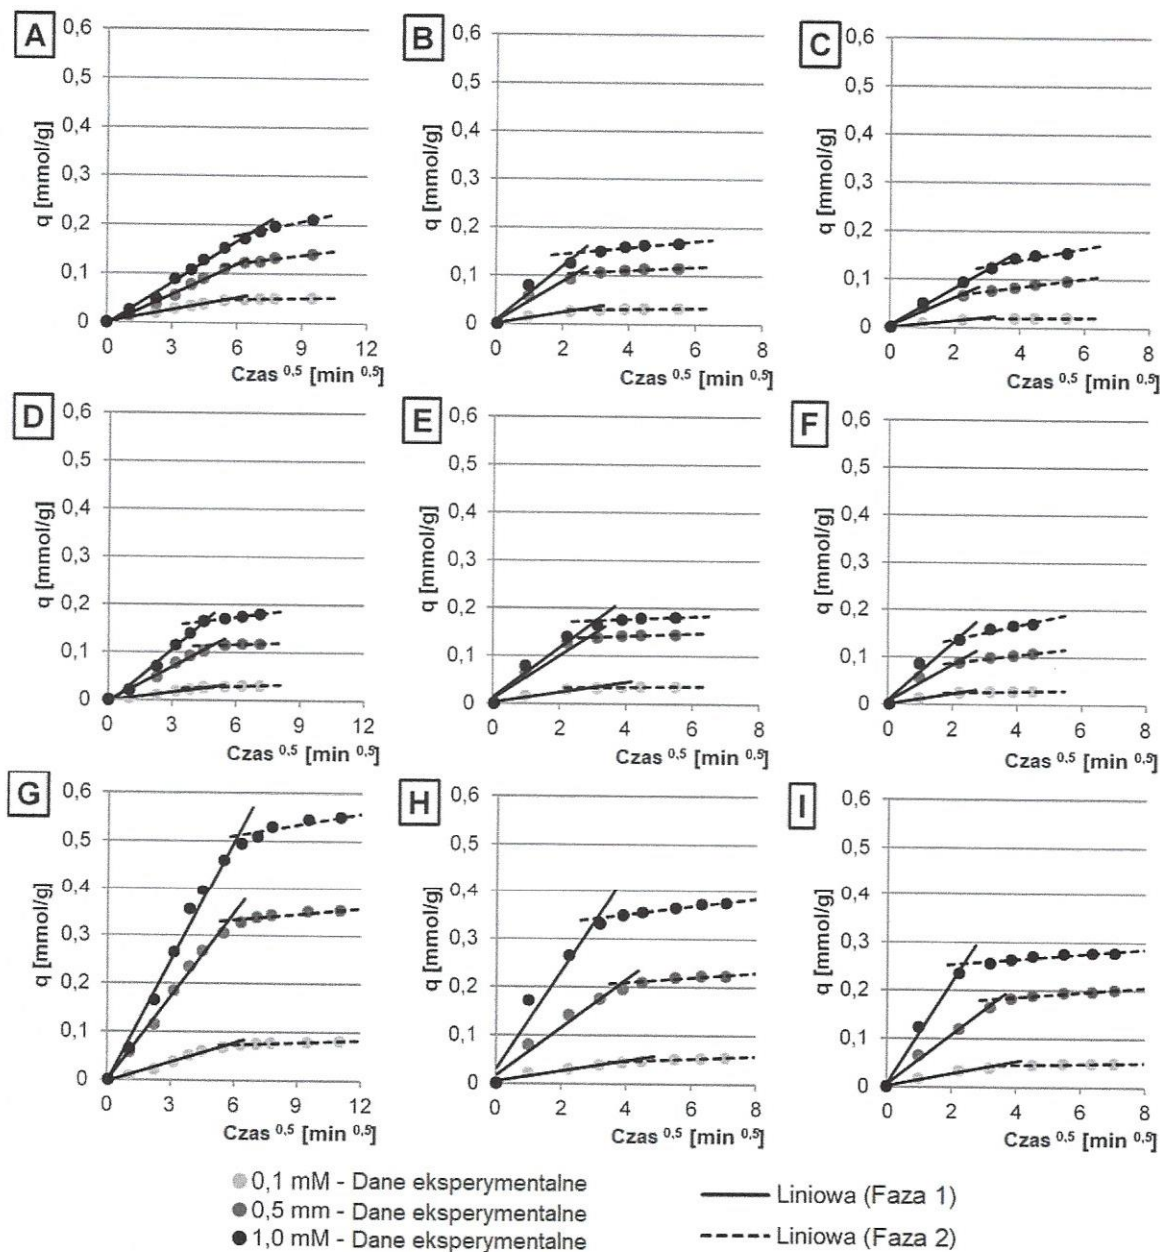 A
q [mmol/g]
0,6
0,5
0,4
0,3
0,2
0,1
0
0 3 6 9 12
Czas 0,5 [min 0,5]
B
q [mmol/g]
0,6
0,5
0,4
0,3
0,2
0,1
0
0 2 4 6 8
Czas 0,5 [min 0,5]
C
q [mmol/g]
0,6
0,5
0,4
0,3
0,2
0,1
0
0 2 4 6 8
Czas 0,5 [min 0,5]
D
q [mmol/g]
0,6
0,5
0,4
0,3
0,2
0,1
0
0 3 6 9 12
Czas 0,5 [min 0,5]
E
q [mmol/g]
0,6
0,5
0,4
0,3
0,2
0,1
0
0 2 4 6 8
Czas 0,5 [min 0,5]
F
q [mmol/g]
0,6
0,5
0,4
0,3
0,2
0,1
0
0 2 4 6 8
Czas 0,5 [min 0,5]
G
q [mmol/g]
0,6
0,5
0,4
0,3
0,2
0,1
0
0 3 6 9 12
Czas 0,5 [min 0,5]
H
q [mmol/g]
0,6
0,5
0,4
0,3
0,2
0,1
0
0 2 4 6 8
Czas 0,5 [min 0,5]
I
q [mmol/g]
0,6
0,5
0,4
0,3
0,2
0,1
0
0 2 4 6 8
Czas 0,5 [min 0,5]
0,1 mM - Dane eksperymentalne
0,5 mm - Dane eksperymentalne
1,0 mM - Dane eksperymentalne
Liniowa (Faza 1)
Liniowa (Faza 2)